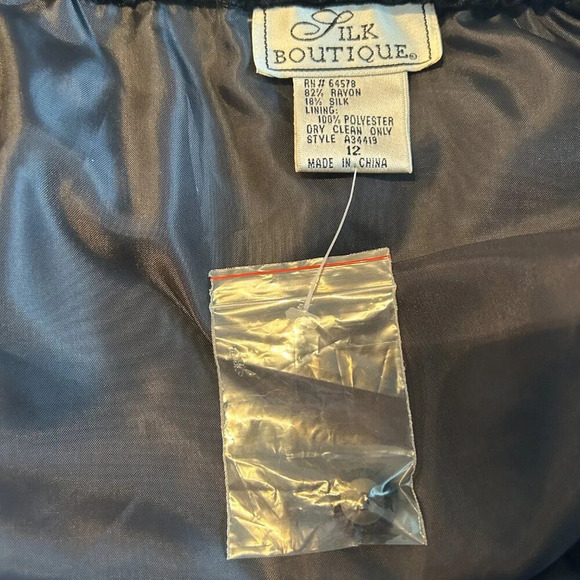 SILK
BOUTIQUE®
RN# 64578
82% RAYON
18% SILK
LINING:
100% POLYESTER
DRY CLEAN ONLY
STYLE A34419
12
MADE IN CHINA